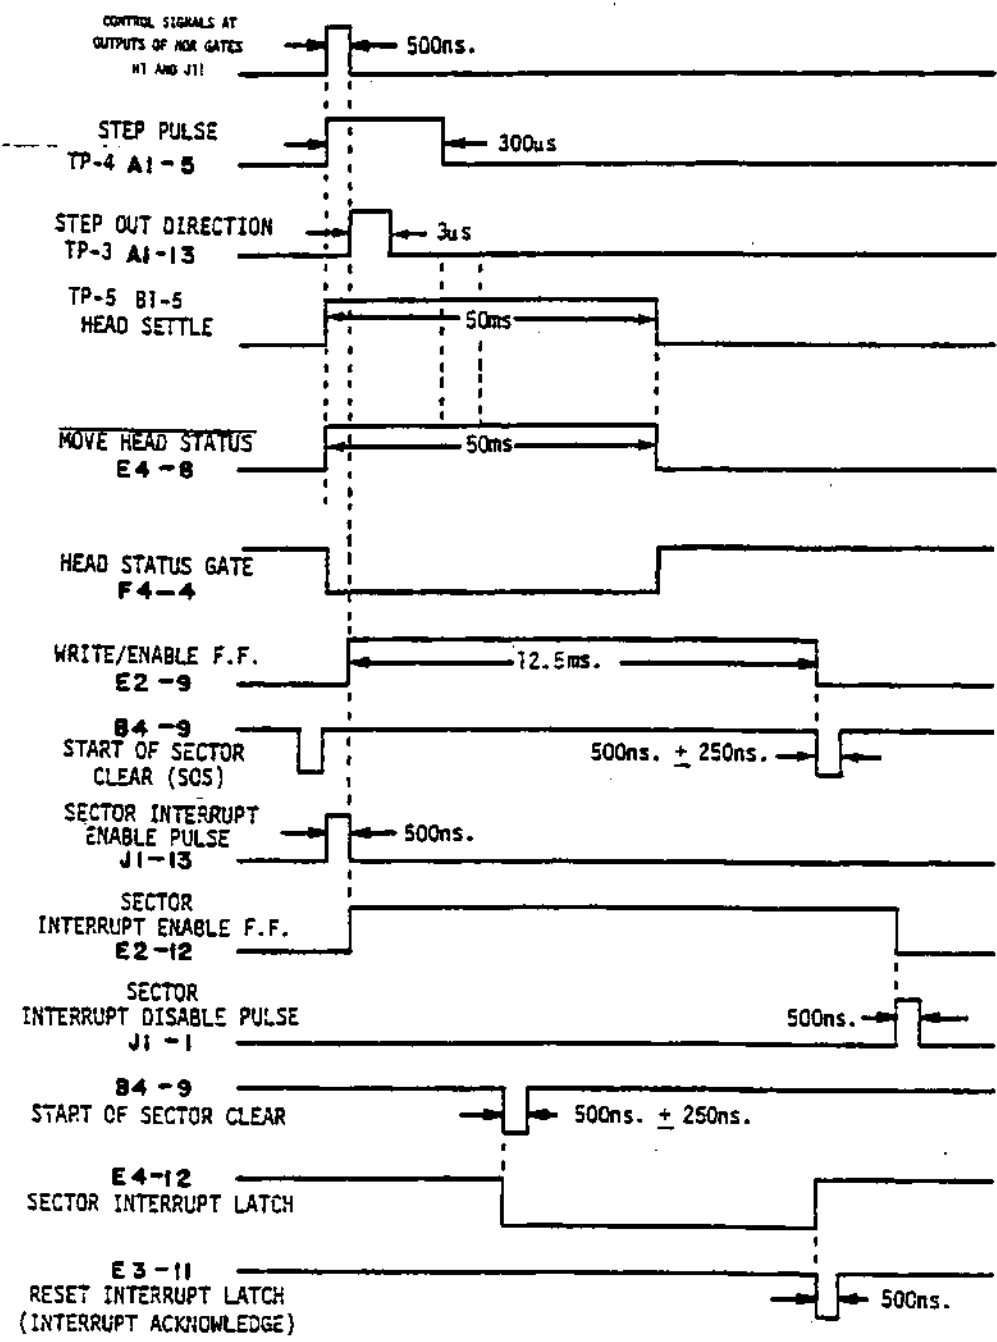 CONTROL SIGNALS AT
OUTPUTS OF NOR GATES
H1 AND J1!
500ns.
STEP PULSE
TP-4 A1-5
300us
STEP OUT DIRECTION
TP-3 A1-13
3us
TP-5 B1-5
HEAD SETTLE
50ms
MOVE HEAD STATUS
E4-8
50ms
HEAD STATUS GATE
F4-4
WRITE/ENABLE F.F.
E2-9
12.5ms.
B4-9
START OF SECTOR
CLEAR (SOS)
500ns. ± 250ns.
SECTOR INTERRUPT
ENABLE PULSE
J1-13
500ns.
SECTOR
INTERRUPT ENABLE F.F.
E2-12
SECTOR
INTERRUPT DISABLE PULSE
J1-1
500ns.
B4-9
START OF SECTOR CLEAR
500ns. ± 250ns.
E4-12
SECTOR INTERRUPT LATCH
E3-11
RESET INTERRUPT LATCH
(INTERRUPT ACKNOWLEDGE)
500ns.